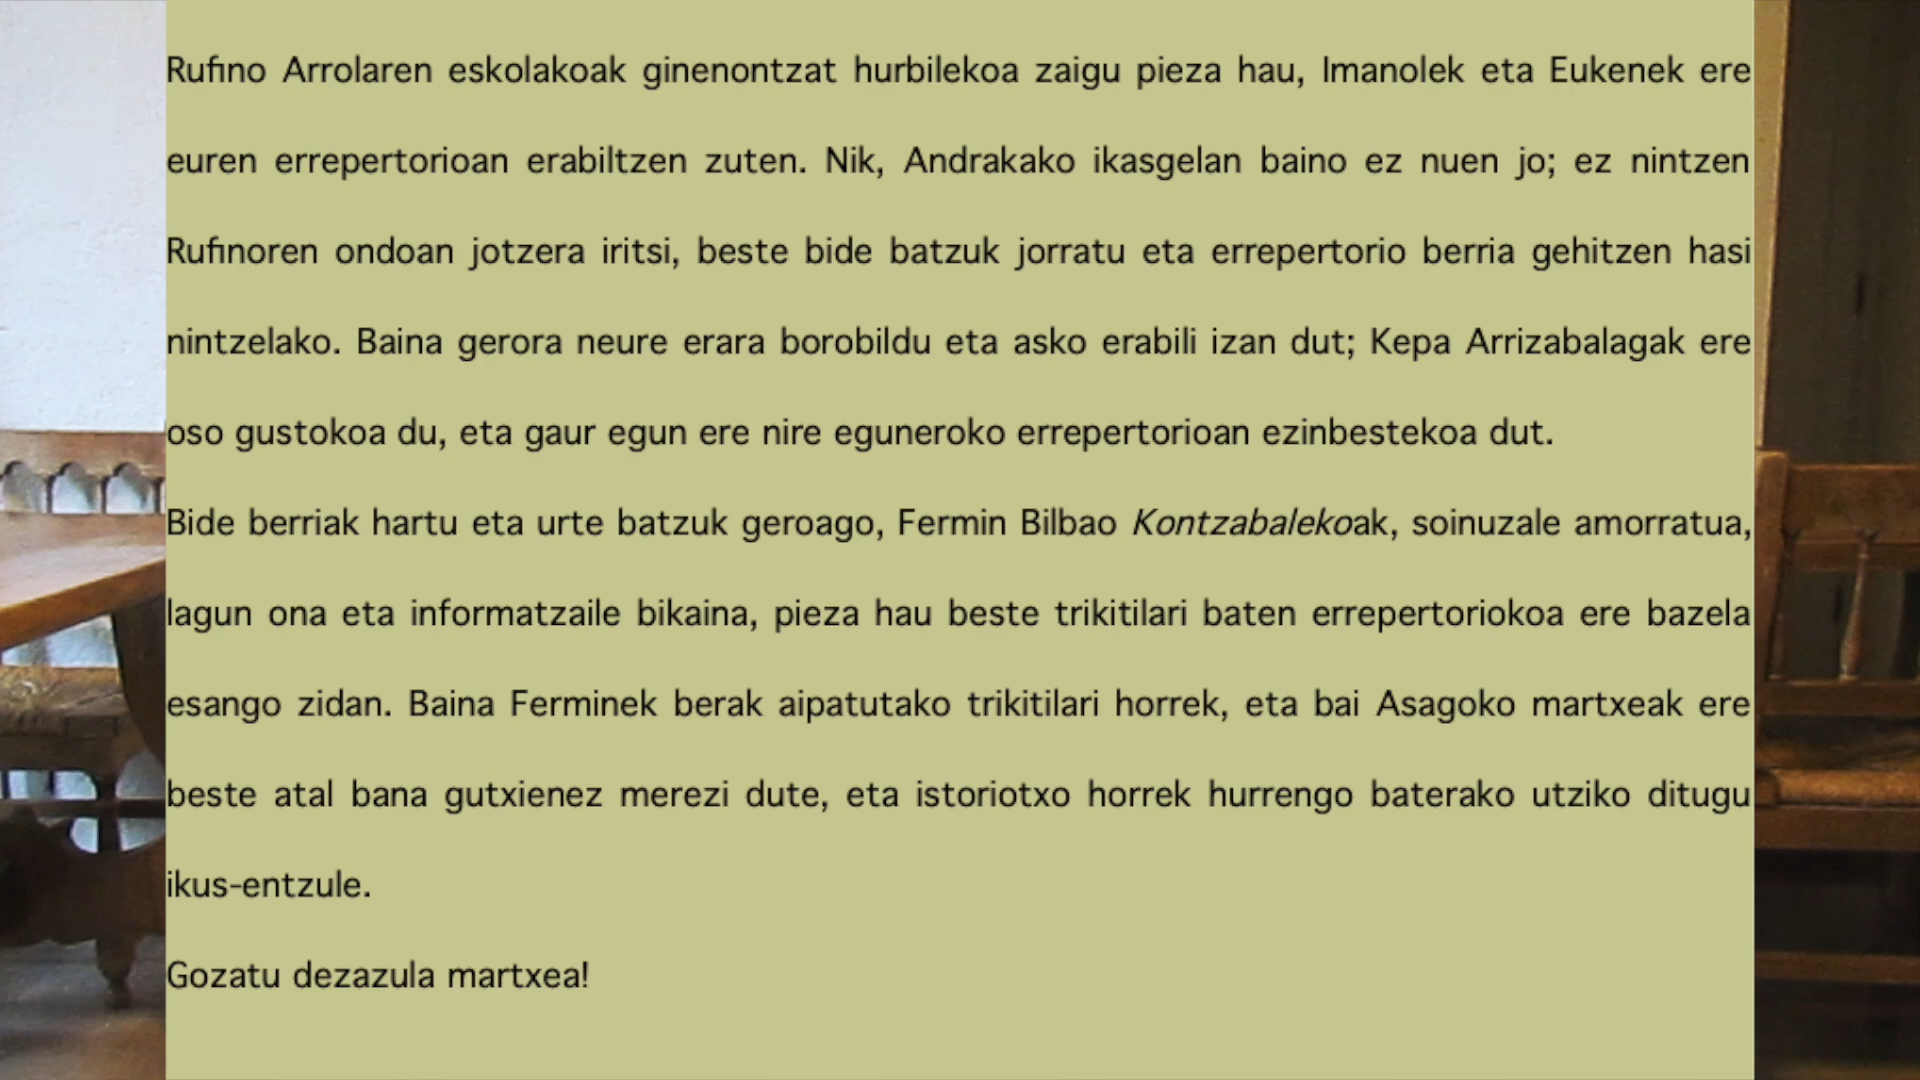 Rufino Arrolaren eskolakoak ginenontzat hurbilekoa zaigu pieza hau, Imanolek eta Eukenek ere
euren errepertorioan erabiltzen zuten. Nik, Andrakako ikasgelan baino ez nuen jo; ez nintzen
Rufinoren ondoan jotzera iritsi, beste bide batzuk jorratu eta errepertorio berria gehitzen hasi
nintzelako. Baina gerora neure erara borobildu eta asko erabili izan dut; Kepa Arrizabalagak ere
oso gustokoa du, eta gaur egun ere nire eguneroko errepertorioan ezinbestekoa dut.
Bide berriak hartu eta urte batzuk geroago, Fermin Bilbao Kontzabalekoak, soinuzale amorratua,
lagun ona eta informatzaile bikaina, pieza hau beste trikitilari baten errepertoriokoa ere bazela
esango zidan. Baina Ferminek berak aipatutako trikitilari horrek, eta bai Asagoko martxeak ere
beste atal bana gutxienez merezi dute, eta istoriotxo horrek hurrengo baterako utziko ditugu
ikus-entzule.
Gozatu dezazula martxea!